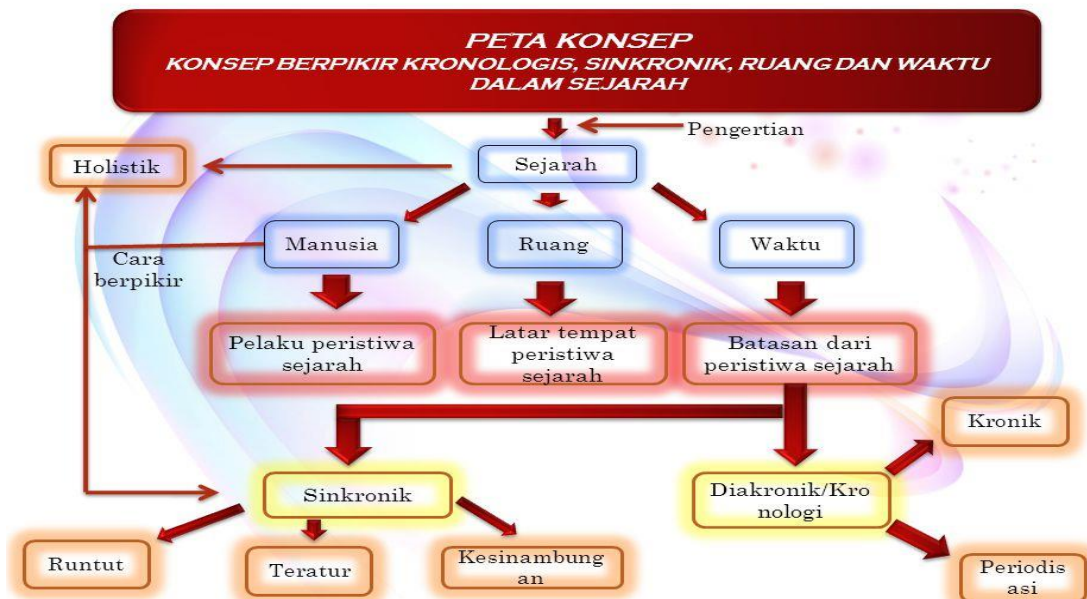 PETA KONSEP
KONSEP BERPIKIR KRONOLOGIS, SINKRONIK, RUANG DAN WAKTU
DALAM SEJARAH
Pengertian
Holistik
Sejarah
Manusia
Ruang
Waktu
Cara
berpikir
Pelaku peristiwa
sejarah
Latar tempat
peristiwa
sejarah
Batasan dari
peristiwa sejarah
Kronik
Sinkronik
Diakronik/Kro
nologi
Runtut
Teratur
Kesinambung
an
Periodis
asi